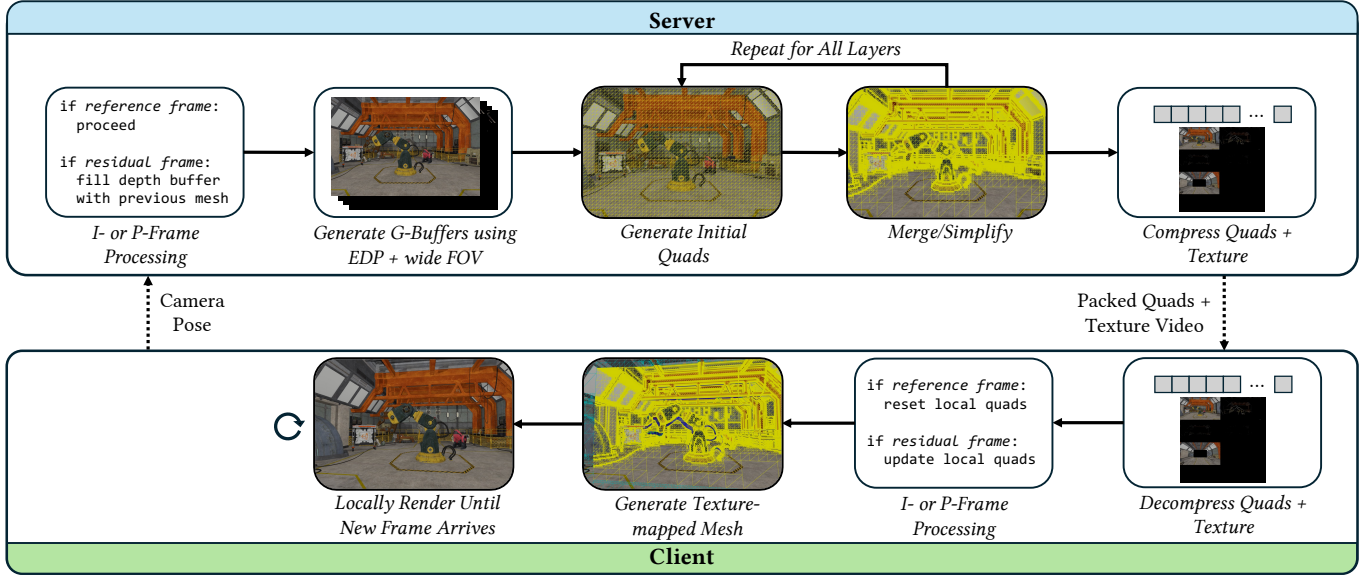 Server
Repeat for All Layers
if reference frame:
proceed
if residual frame:
fill depth buffer
with previous mesh
...
I- or P-Frame
Processing
Generate G-Buffers using
EDP + wide FOV
Generate Initial
Quads
Merge/Simplify
Compress Quads +
Texture
Camera
Pose
Packed Quads +
Texture Video
if reference frame:
reset local quads
if residual frame:
update local quads
...
Locally Render Until
New Frame Arrives
Generate Texture-
mapped Mesh
I- or P-Frame
Processing
Decompress Quads +
Texture
Client